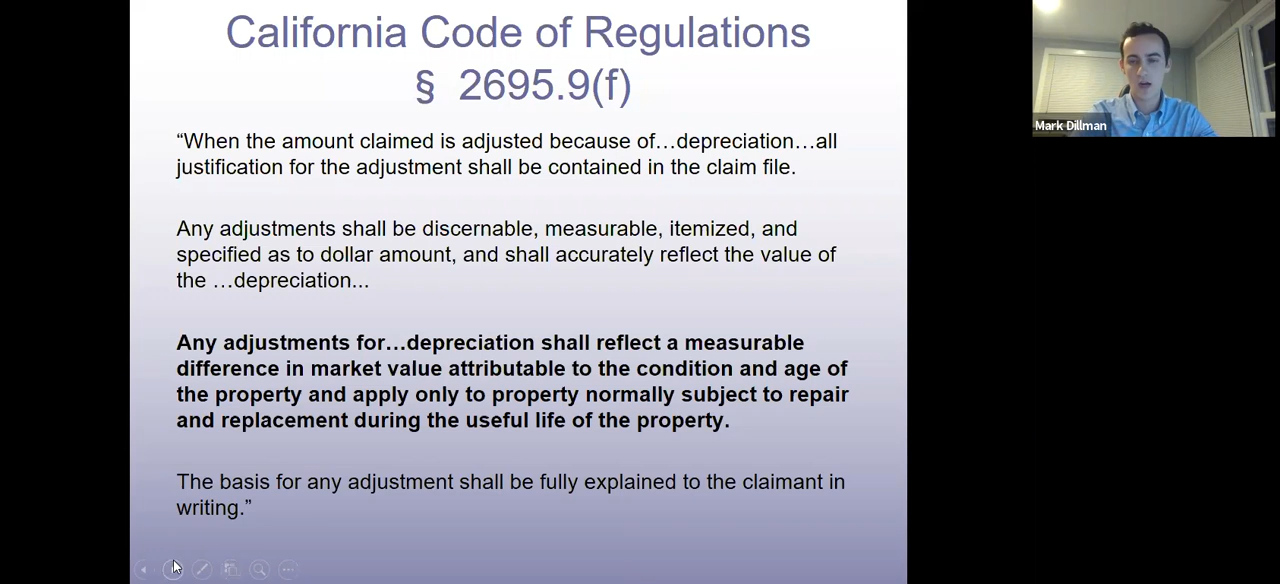 California Code of Regulations
§ 2695.9(f)
“When the amount claimed is adjusted because of…depreciation…all
justification for the adjustment shall be contained in the claim file.
Any adjustments shall be discernable, measurable, itemized, and
specified as to dollar amount, and shall accurately reflect the value of
the …depreciation...
Any adjustments for…depreciation shall reflect a measurable
difference in market value attributable to the condition and age of
the property and apply only to property normally subject to repair
and replacement during the useful life of the property.
The basis for any adjustment shall be fully explained to the claimant in
writing.”
Mark Dillman